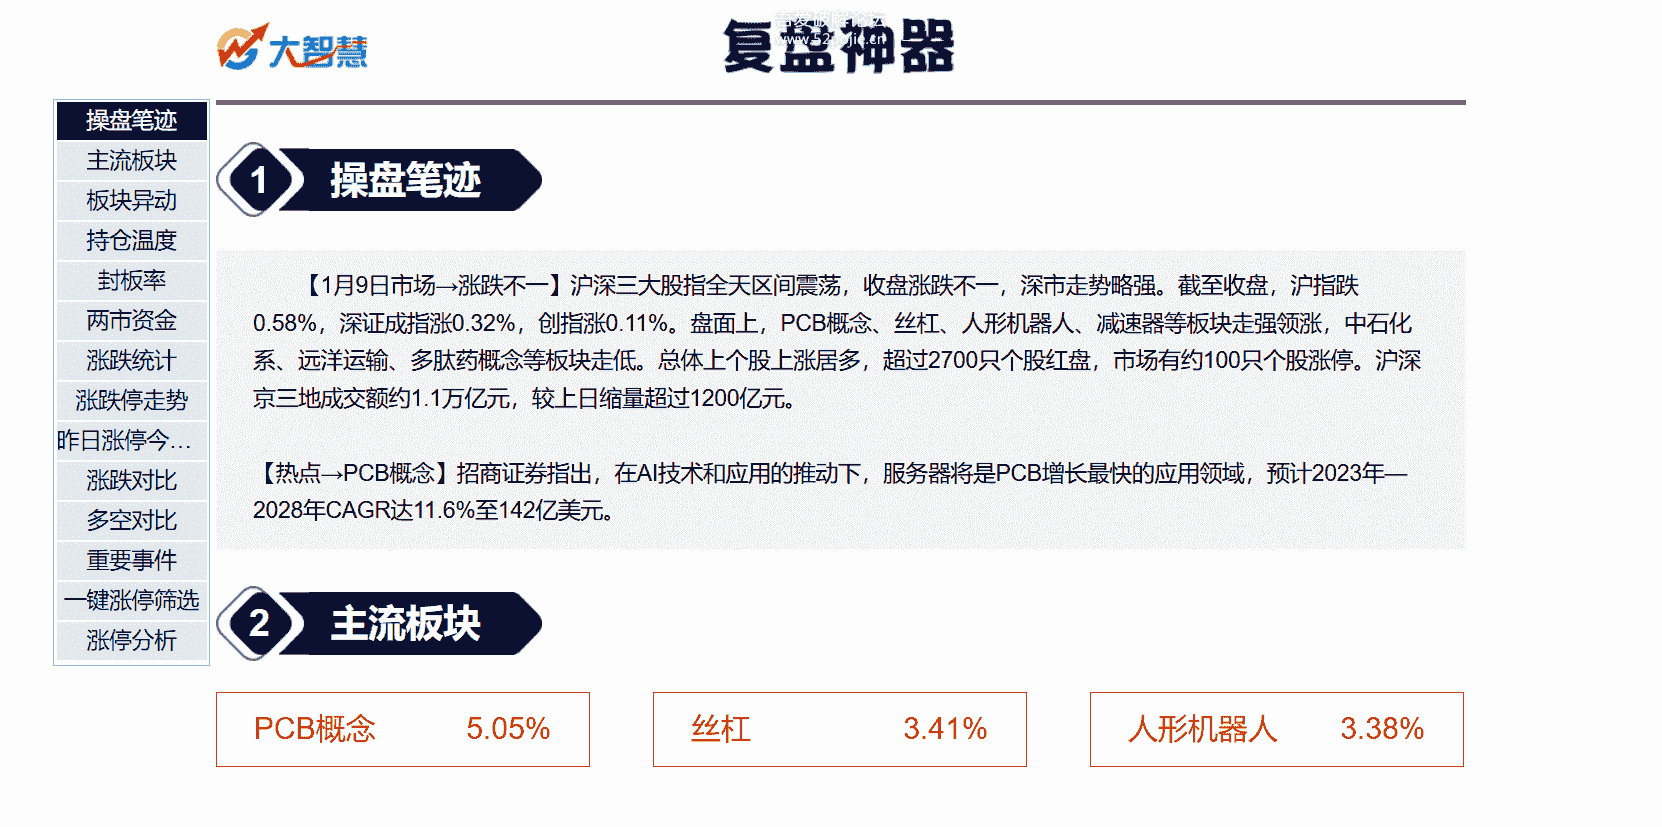 大智慧
复盘神器
吾爱破解论坛
www.52pojie.cn
操盘笔迹
主流板块
板块异动
持仓温度
封板率
两市资金
涨跌统计
涨跌停走势
昨日涨停今...
涨跌对比
多空对比
重要事件
一键涨停筛选
涨停分析
1 操盘笔迹
【1月9日市场→涨跌不一】沪深三大股指全天区间震荡，收盘涨跌不一，深市走势略强。截至收盘，沪指跌
0.58%，深证成指涨0.32%，创指涨0.11%。盘面上，PCB概念、丝杠、人形机器人、减速器等板块走强领涨，中石化
系、远洋运输、多肽药概念等板块走低。总体上个股上涨居多，超过2700只个股红盘，市场有约100只个股涨停。沪深
京三地成交额约1.1万亿元，较上日缩量超过1200亿元。
【热点→PCB概念】招商证券指出，在AI技术和应用的推动下，服务器将是PCB增长最快的应用领域，预计2023年—
2028年CAGR达11.6%至142亿美元。
2 主流板块
PCB概念 5.05%
丝杠 3.41%
人形机器人 3.38%